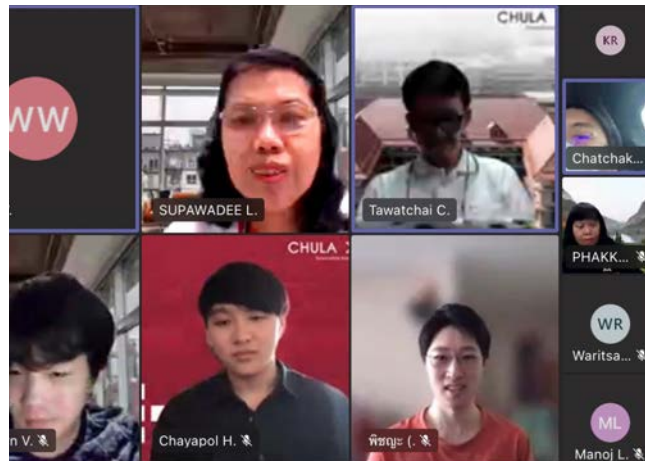 WW
SUPAWADEE L.
CHULA
Tawatchai C.
KR
Chatchak...
PHAKK...
n V.
CHULA
Chayapol H.
พิชญะ (.
WR
Waritsa...
ML
Manoj L.